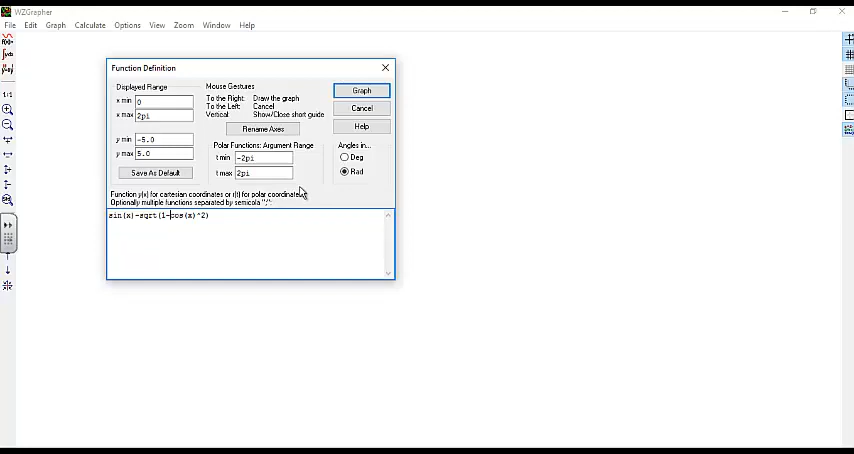 WZGrapher
File Edit Graph Calculate Options View Zoom Window Help
Function Definition
Displayed Range
x min 0
x max 2pi
y min -5.0
y max 5.0
Save As Default
Mouse Gestures
To the Right: Draw the graph
To the Left: Cancel
Vertical: Show/Close short guide
Rename Axes
Polar Functions: Argument Range
t min -2pi
t max 2pi
Graph
Cancel
Help
Angles in...
Deg
Rad
Function y(x) for cartesian coordinates or r(t) for polar coordinates
Optionally multiple functions separated by semicola ";":
sin(x)-sqrt(1-cos(x)^2)
f(x)=
1:1